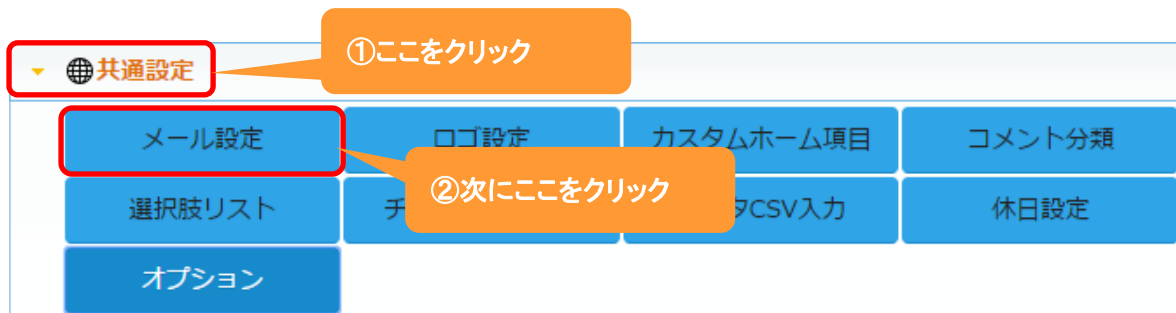 ①ここをクリック
共通設定
メール設定
ロゴ設定
カスタムホーム項目
コメント分類
②次にここをクリック
選択肢リスト
チ
タCSV入力
休日設定
オプション